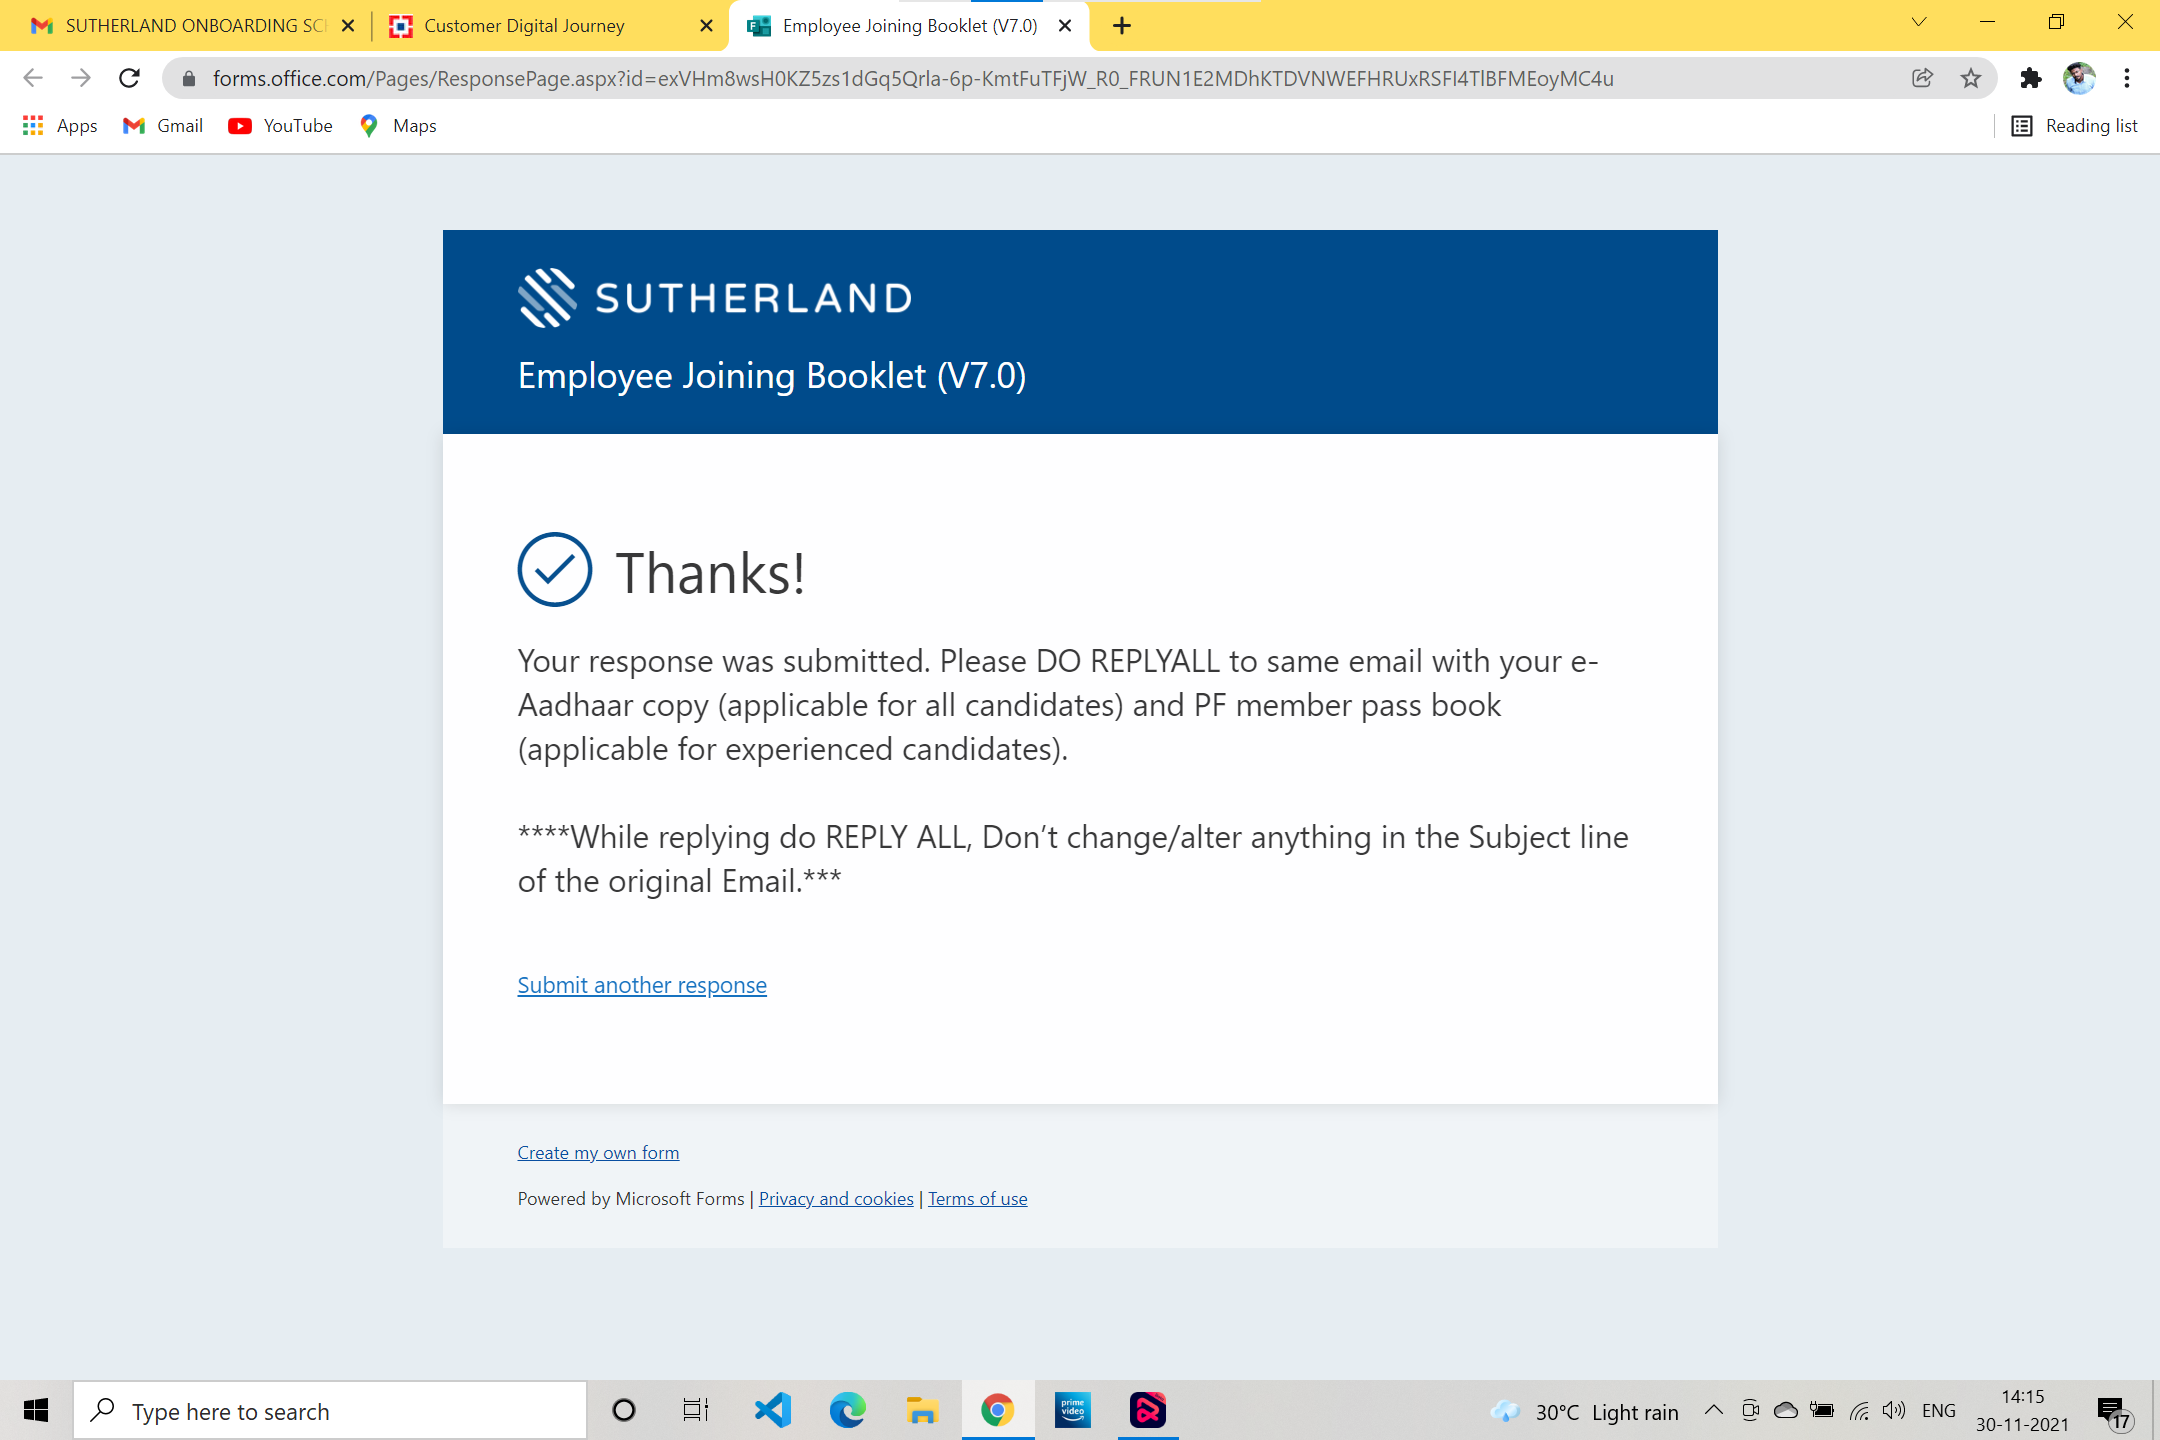 SUTHERLAND ONBOARDING SC
Customer Digital Journey
Employee Joining Booklet (V7.0)
forms.office.com/Pages/ResponsePage.aspx?id=exVHm8wsH0KZ5zs1dGq5Qrla-6p-KmtFuTFjW_R0_FRUN1E2MDhKTDVNWEFHRUxRSFI4TlBFMEoyMC4u
Apps
Gmail
YouTube
Maps
Reading list
SUTHERLAND
Employee Joining Booklet (V7.0)
Thanks!
Your response was submitted. Please DO REPLYALL to same email with your e-
Aadhaar copy (applicable for all candidates) and PF member pass book
(applicable for experienced candidates).
****While replying do REPLY ALL, Don’t change/alter anything in the Subject line
of the original Email.***
Submit another response
Create my own form
Powered by Microsoft Forms | Privacy and cookies | Terms of use
Type here to search
prime video
30°C Light rain
ENG
14:15
30-11-2021
17